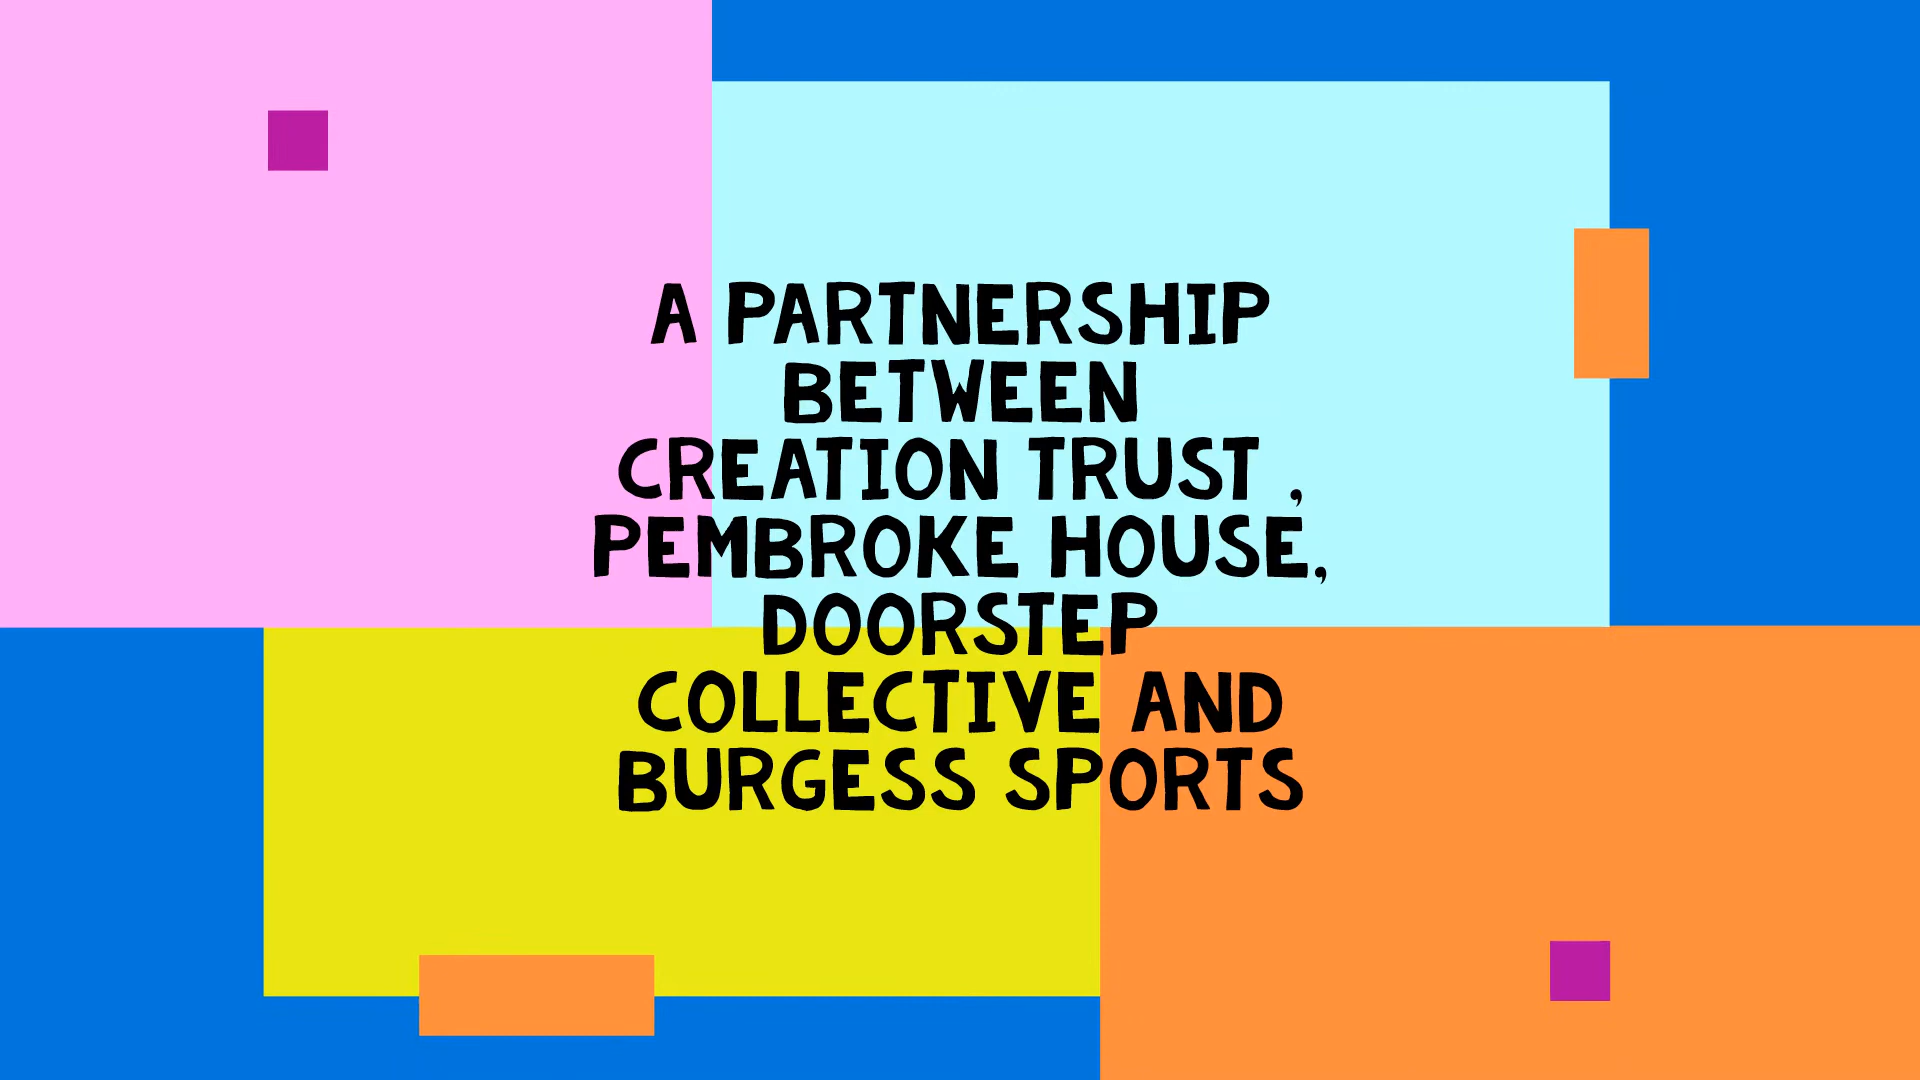 A PARTNERSHIP
BETWEEN
CREATION TRUST ,
PEMBROKE HOUSE,
DOORSTEP
COLLECTIVE AND
BURGESS SPORTS